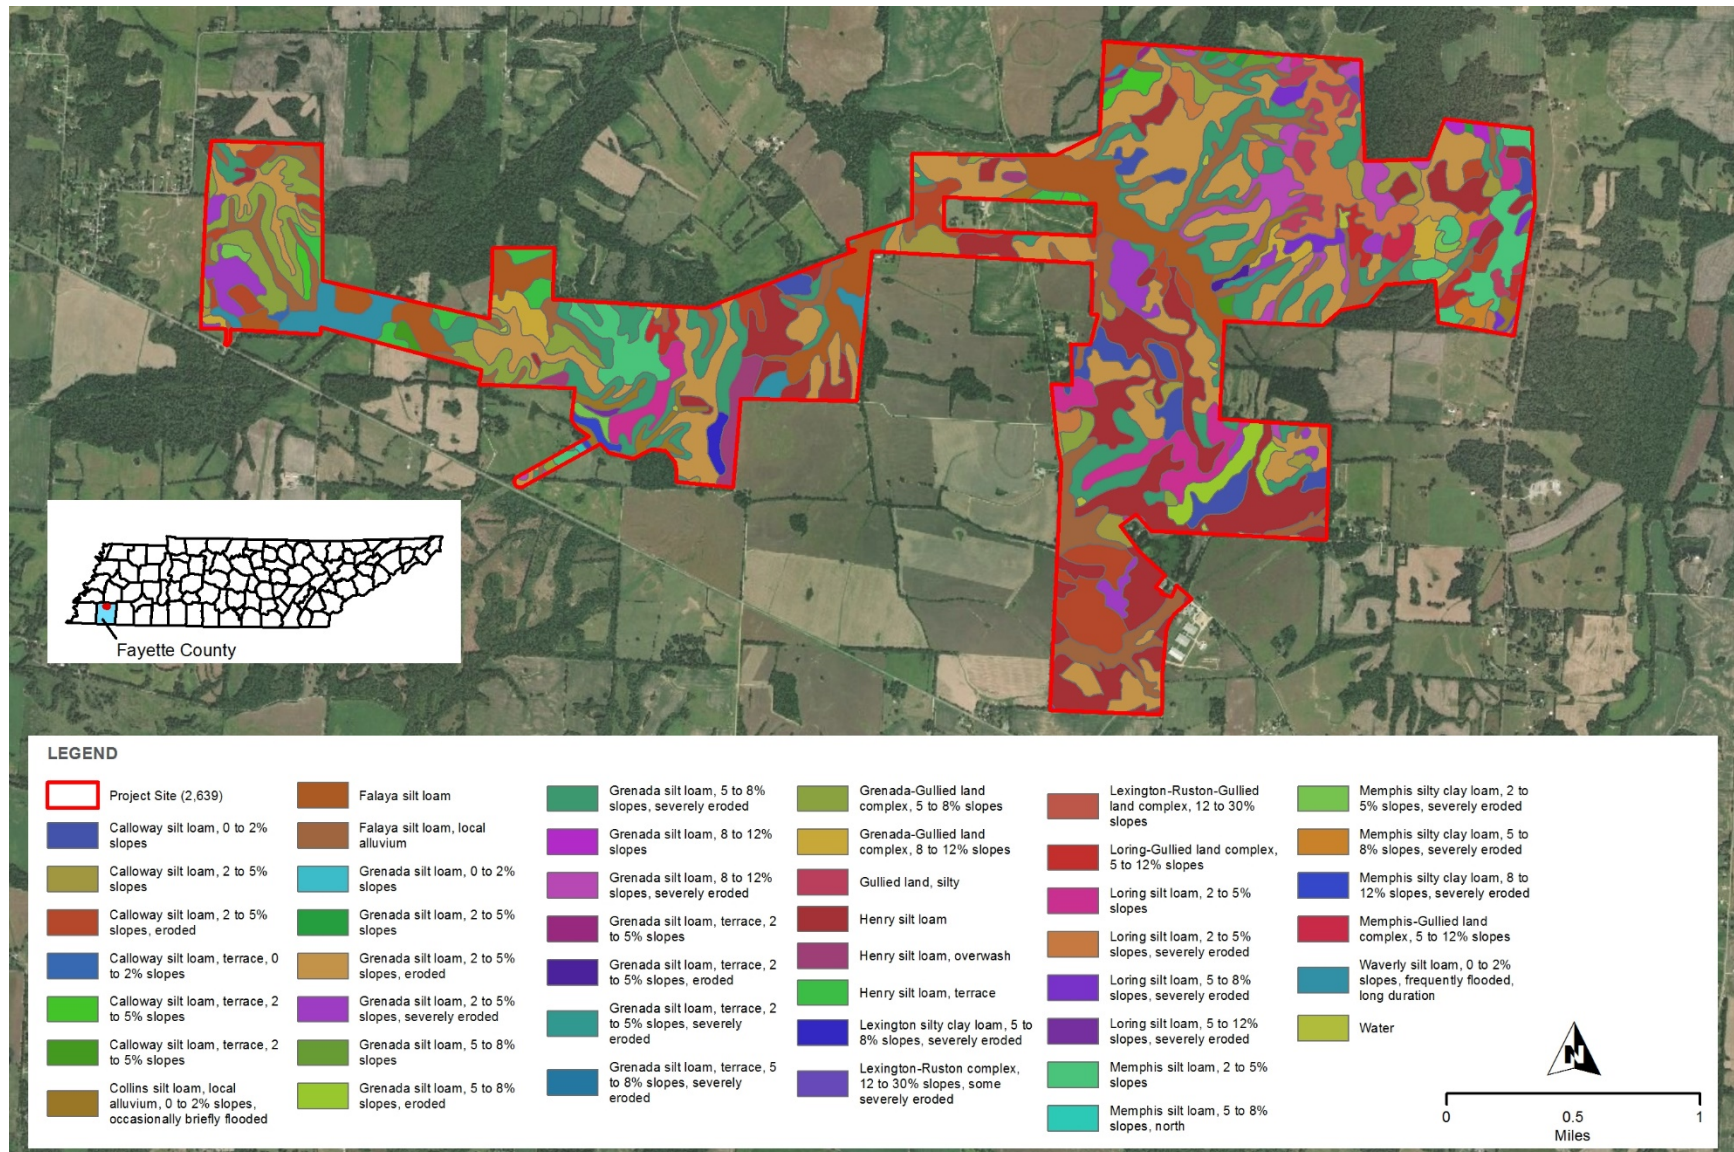 Fayette County
LEGEND
Project Site (2,639)
Calloway silt loam, 0 to 2%
slopes
Calloway silt loam, 2 to 5%
slopes
Calloway silt loam, 2 to 5%
slopes, eroded
Calloway silt loam, terrace, 0
to 2% slopes
Calloway silt loam, terrace, 2
to 5% slopes
Calloway silt loam, terrace, 2
to 5% slopes
Collins silt loam, local
alluvium, 0 to 2% slopes,
occasionally briefly flooded
Falaya silt loam
Falaya silt loam, local
alluvium
Grenada silt loam, 0 to 2%
slopes
Grenada silt loam, 2 to 5%
slopes
Grenada silt loam, 2 to 5%
slopes, eroded
Grenada silt loam, 2 to 5%
slopes, severely eroded
Grenada silt loam, 5 to 8%
slopes
Grenada silt loam, 5 to 8%
slopes, eroded
Grenada silt loam, 5 to 8%
slopes, severely eroded
Grenada silt loam, 8 to 12%
slopes
Grenada silt loam, 8 to 12%
slopes, severely eroded
Grenada silt loam, terrace, 2
to 5% slopes
Grenada silt loam, terrace, 2
to 5% slopes, eroded
Grenada silt loam, terrace, 2
to 5% slopes, severely
eroded
Grenada silt loam, terrace, 5
to 8% slopes, severely
eroded
Grenada-Gullied land
complex, 5 to 8% slopes
Grenada-Gullied land
complex, 8 to 12% slopes
Gullied land, silty
Henry silt loam
Henry silt loam, overwash
Henry silt loam, terrace
Lexington silty clay loam, 5 to
8% slopes, severely eroded
Lexington-Ruston complex,
12 to 30% slopes, some
severely eroded
Lexington-Ruston-Gullied
land complex, 12 to 30%
slopes
Loring-Gullied land complex,
5 to 12% slopes
Loring silt loam, 2 to 5%
slopes
Loring silt loam, 2 to 5%
slopes, severely eroded
Loring silt loam, 5 to 8%
slopes, severely eroded
Loring silt loam, 5 to 12%
slopes, severely eroded
Memphis silt loam, 2 to 5%
slopes
Memphis silt loam, 5 to 8%
slopes, north
Memphis silty clay loam, 2 to
5% slopes, severely eroded
Memphis silty clay loam, 5 to
8% slopes, severely eroded
Memphis silty clay loam, 8 to
12% slopes, severely eroded
Memphis-Gullied land
complex, 5 to 12% slopes
Waverly silt loam, 0 to 2%
slopes, frequently flooded,
long duration
Water
N
0 0.5 1
Miles